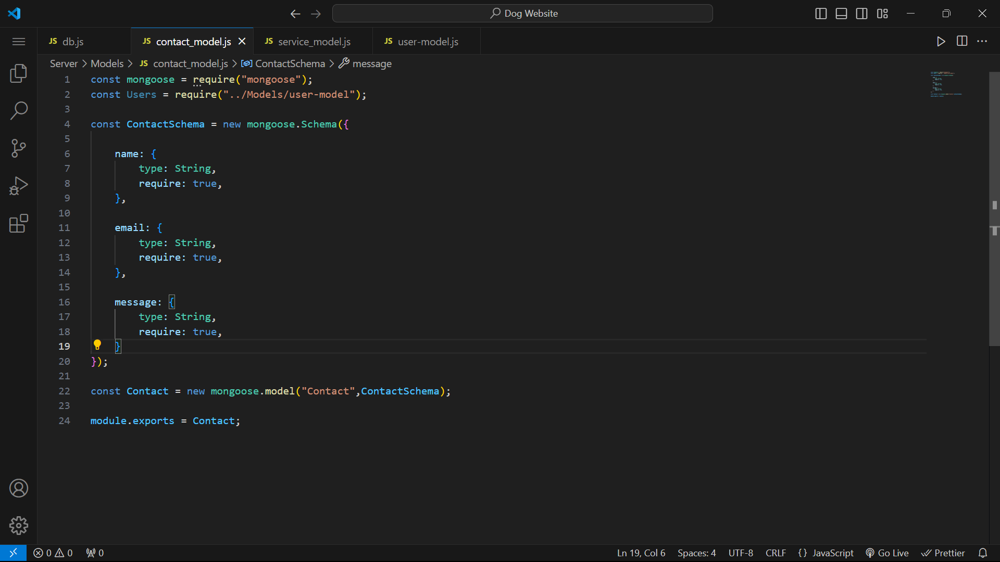 Dog Website
JS db.js
JS contact_model.js
JS service_model.js
JS user-model.js
Server > Models > JS contact_model.js > ContactSchema > message
1 const mongoose = require("mongoose");
2 const Users = require("../Models/user-model");
3
4 const ContactSchema = new mongoose.Schema({
5
6 name: {
7 type: String,
8 require: true,
9 },
10
11 email: {
12 type: String,
13 require: true,
14 },
15
16 message: {
17 type: String,
18 require: true,
19 }
20 });
21
22 const Contact = new mongoose.model("Contact",ContactSchema);
23
24 module.exports = Contact;
0 0 0 Ln 19, Col 6 Spaces: 4 UTF-8 CRLF {} JavaScript Go Live Prettier